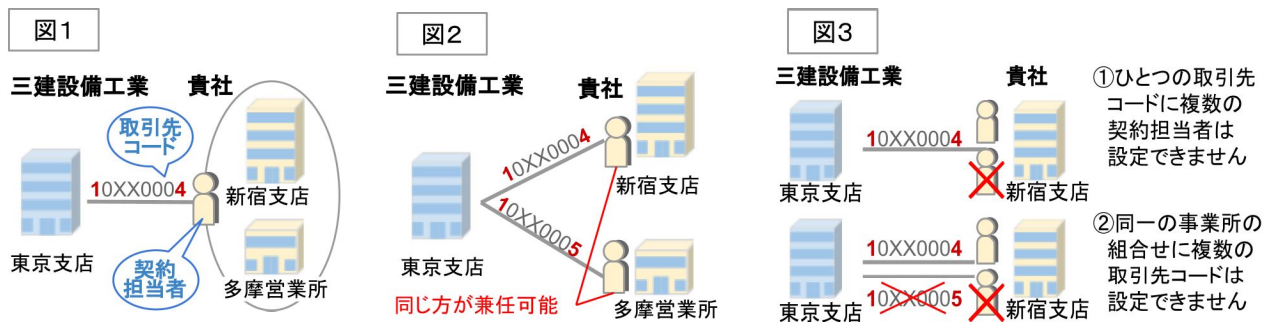 図1
三建設備工業
貴社
取引先
コード
10XX0004
新宿支店
東京支店
契約
担当者
多摩営業所
図2
三建設備工業
貴社
10XX0004
新宿支店
10XX0005
東京支店
同じ方が兼任可能
多摩営業所
図3
三建設備工業
貴社
10XX0004
東京支店
新宿支店
①ひとつの取引先
コードに複数の
契約担当者は
設定できません
10XX0004
10XX0005
東京支店
新宿支店
②同一の事業所の
組合せに複数の
取引先コードは
設定できません